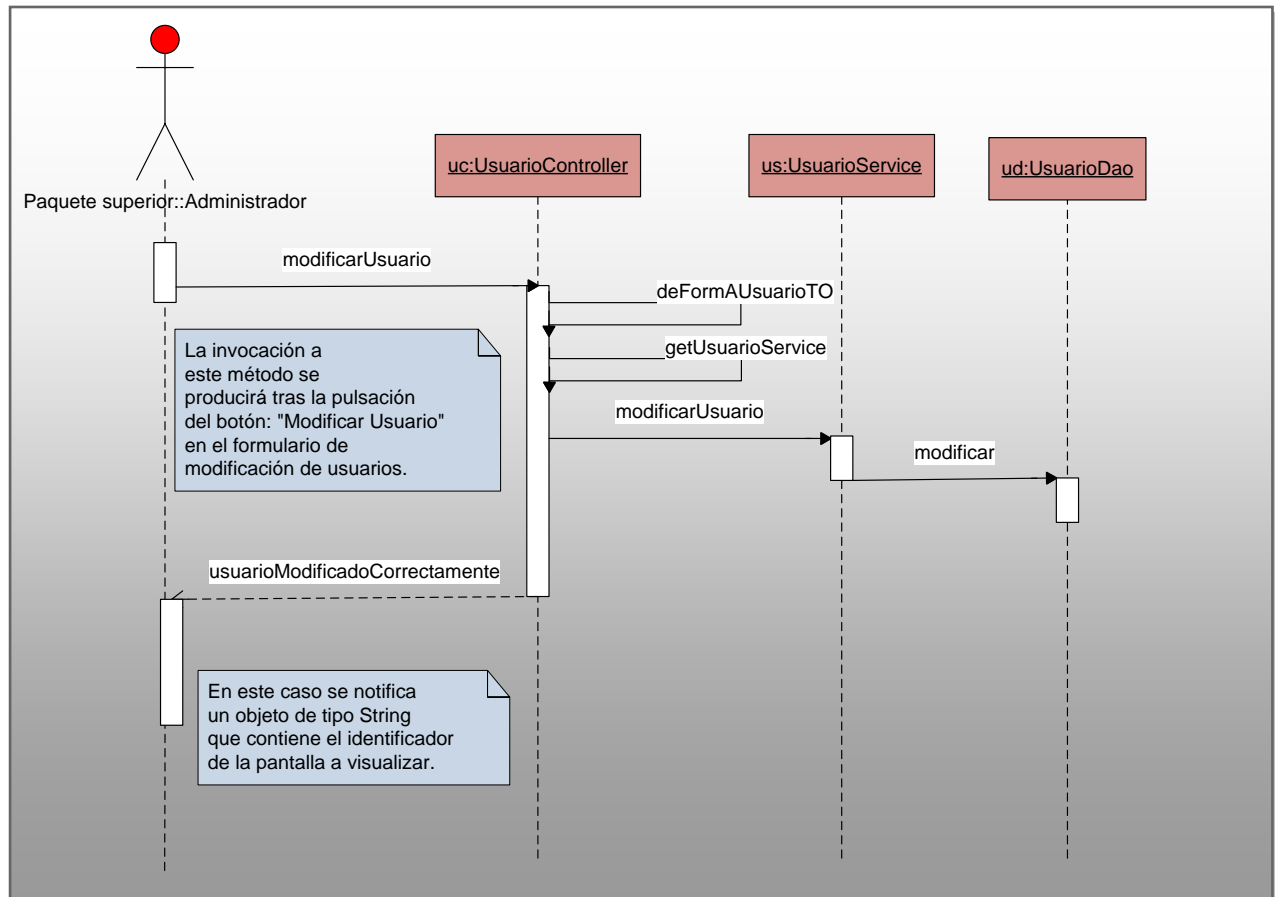 uc:UsuarioController
us:UsuarioService
ud:UsuarioDao
Paquete superior::Administrador
modificarUsuario
deFormAUsuarioTO
getUsuarioService
La invocación a
este método se
producirá tras la pulsación
del botón: "Modificar Usuario"
en el formulario de
modificación de usuarios.
modificarUsuario
modificar
usuarioModificadoCorrectamente
En este caso se notifica
un objeto de tipo String
que contiene el identificador
de la pantalla a visualizar.